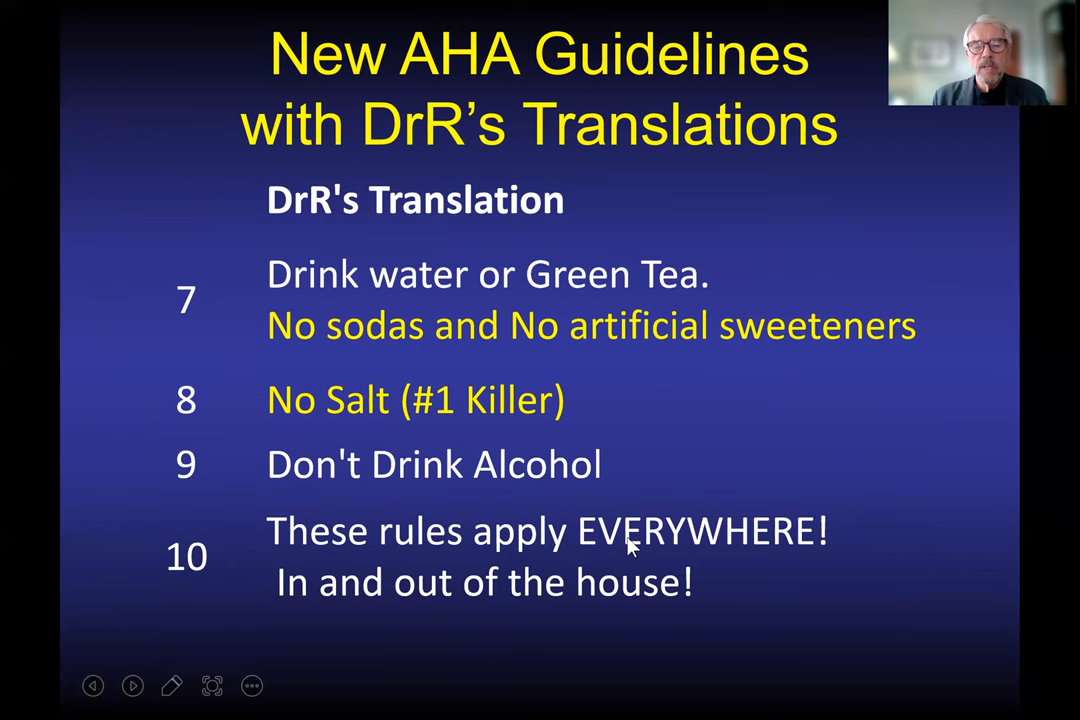 New AHA Guidelines
with DrR’s Translations
DrR's Translation
7
Drink water or Green Tea.
No sodas and No artificial sweeteners
8 No Salt (#1 Killer)
9 Don't Drink Alcohol
10
These rules apply EVERYWHERE!
In and out of the house!